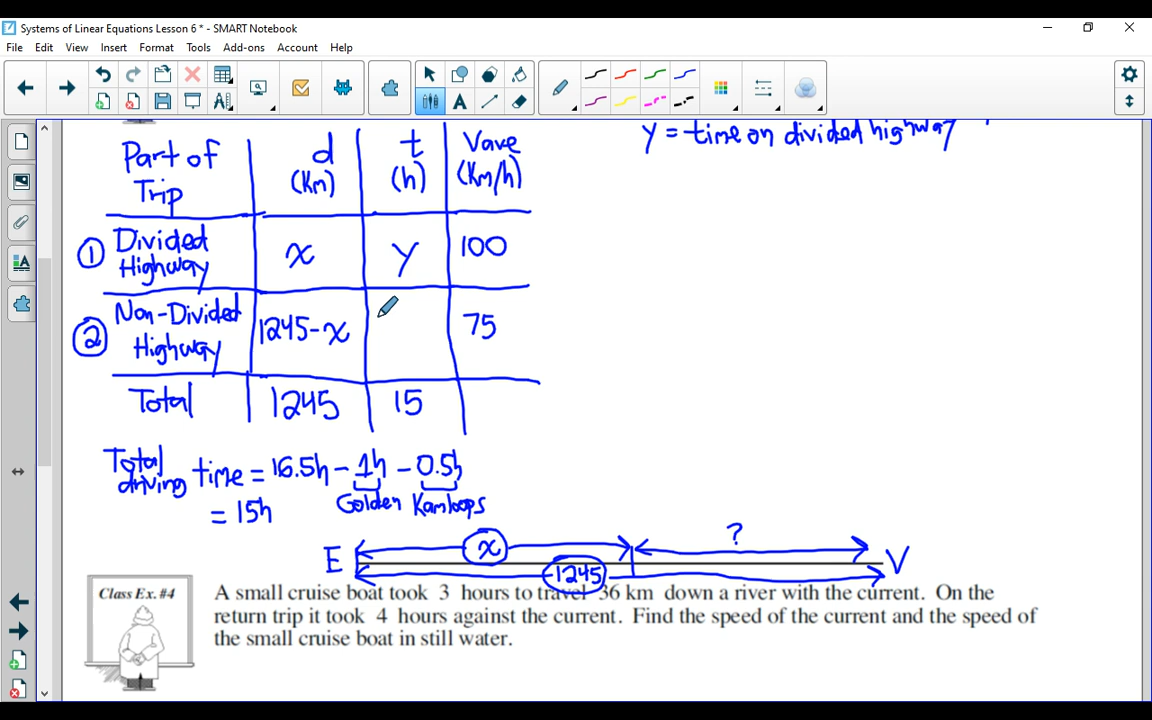 Systems of Linear Equations Lesson 6 * - SMART Notebook
File Edit View Insert Format Tools Add-ons Account Help
y = time on divided highway
Part of Trip d (Km) t (h) Vave (Km/h)
① Divided Highway x y 100
② Non-Divided Highway 1245-x 75
Total 1245 15
Total driving time = 16.5h - 1h - 0.5h
Golden Kamloops
= 15h
x ?
E V
1245
Class Ex. #4
A small cruise boat took 3 hours to travel 36 km down a river with the current. On the
return trip it took 4 hours against the current. Find the speed of the current and the speed of
the small cruise boat in still water.